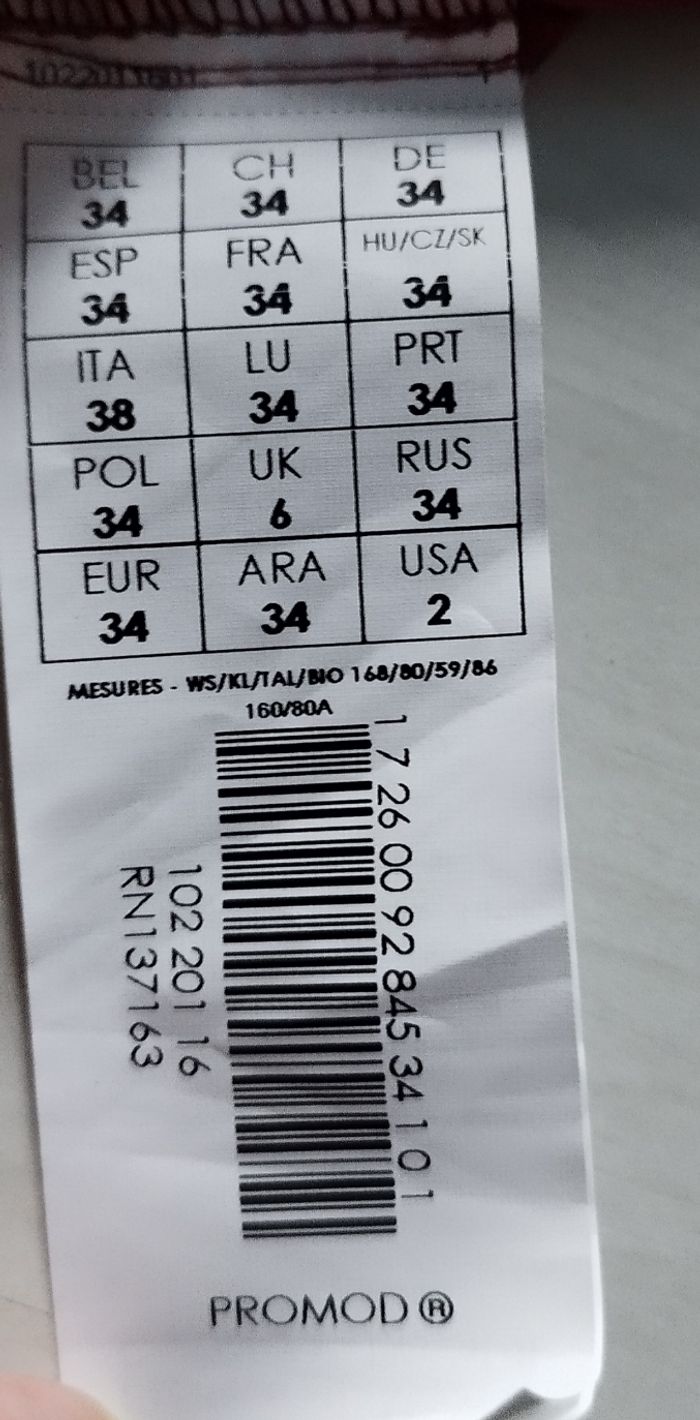 BEL CH DE
34 34 34
ESP FRA HU/CZ/SK
34 34 34
ITA LU PRT
38 34 34
POL UK RUS
34 6 34
EUR ARA USA
34 34 2
MESURES - WS/KL/TAL/BIO 168/80/59/86
160/80A
1 7 26 00 92 845 34 1 0 1
102 201 16
RN137163
PROMOD ®